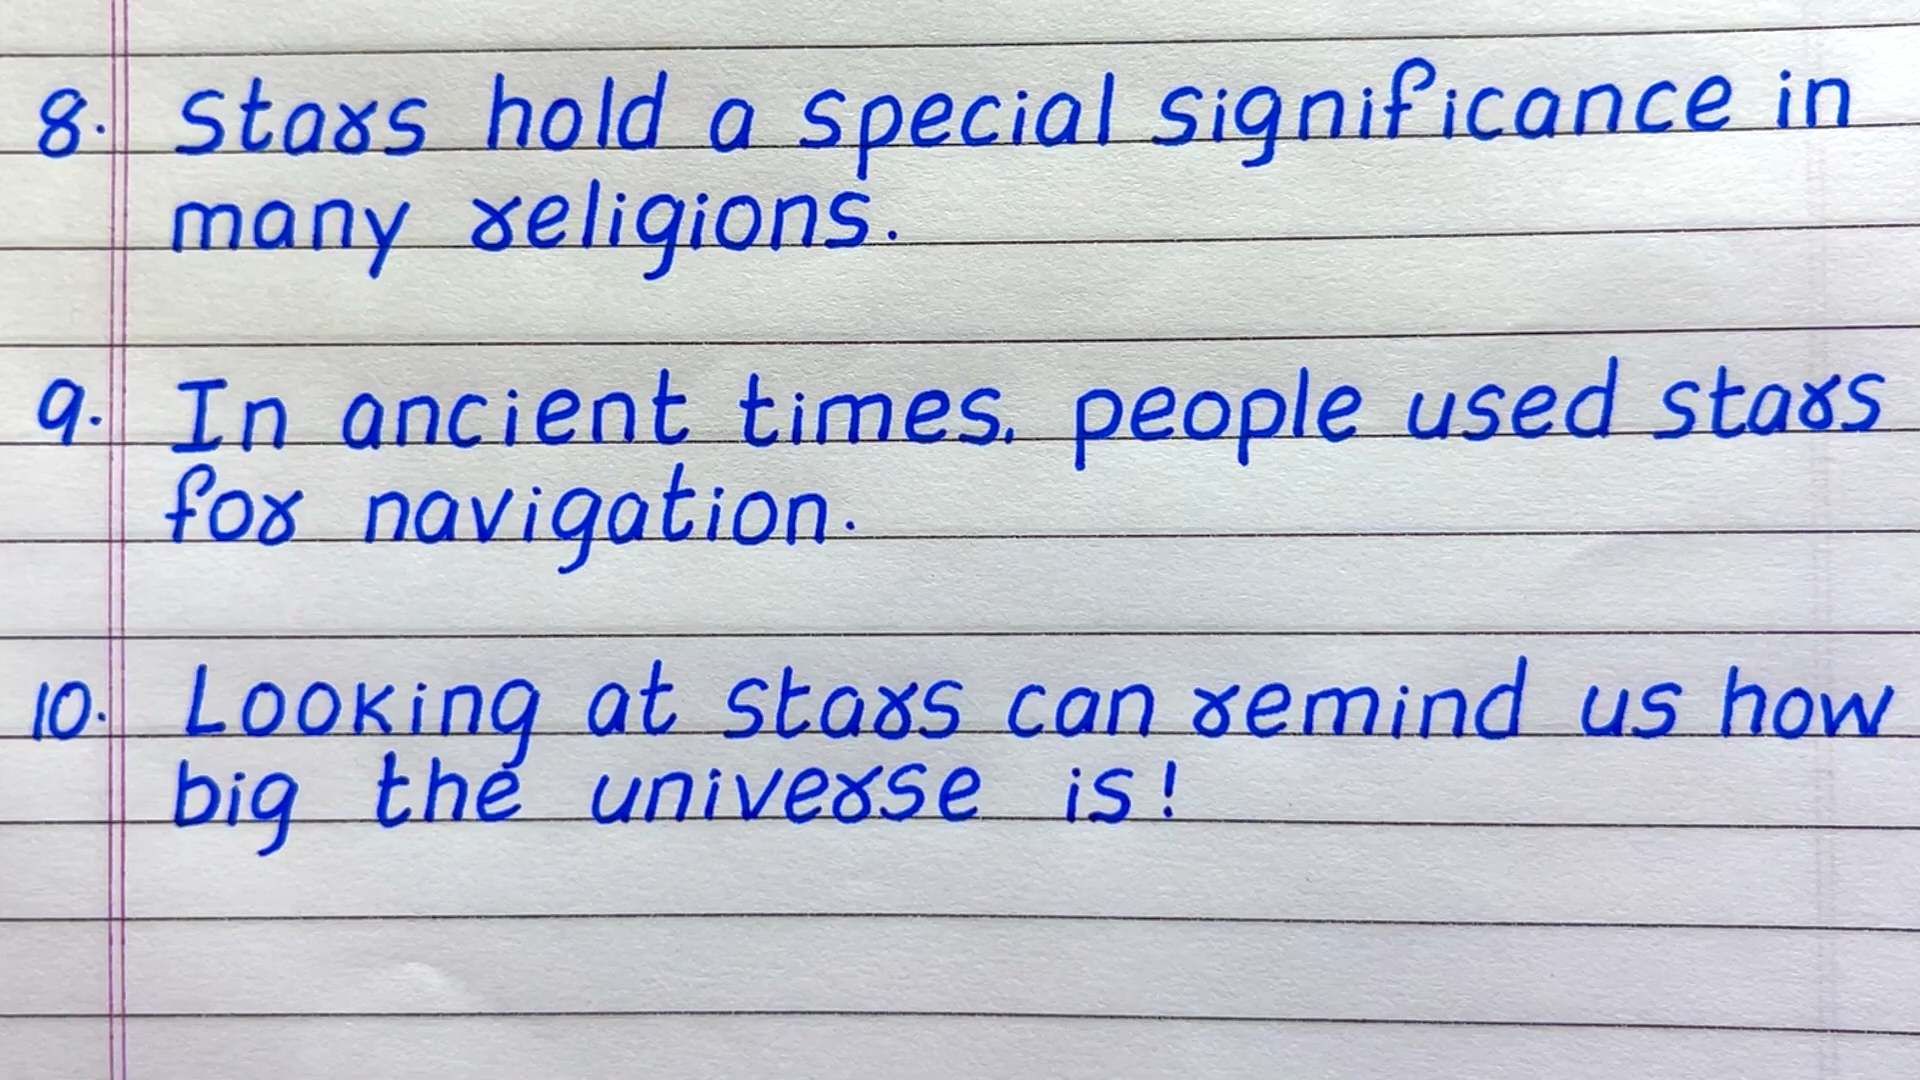 8. Stars hold a special significance in
many religions.
9. In ancient times. people used stars
for navigation.
10. Looking at stars can remind us how
big the universe is!